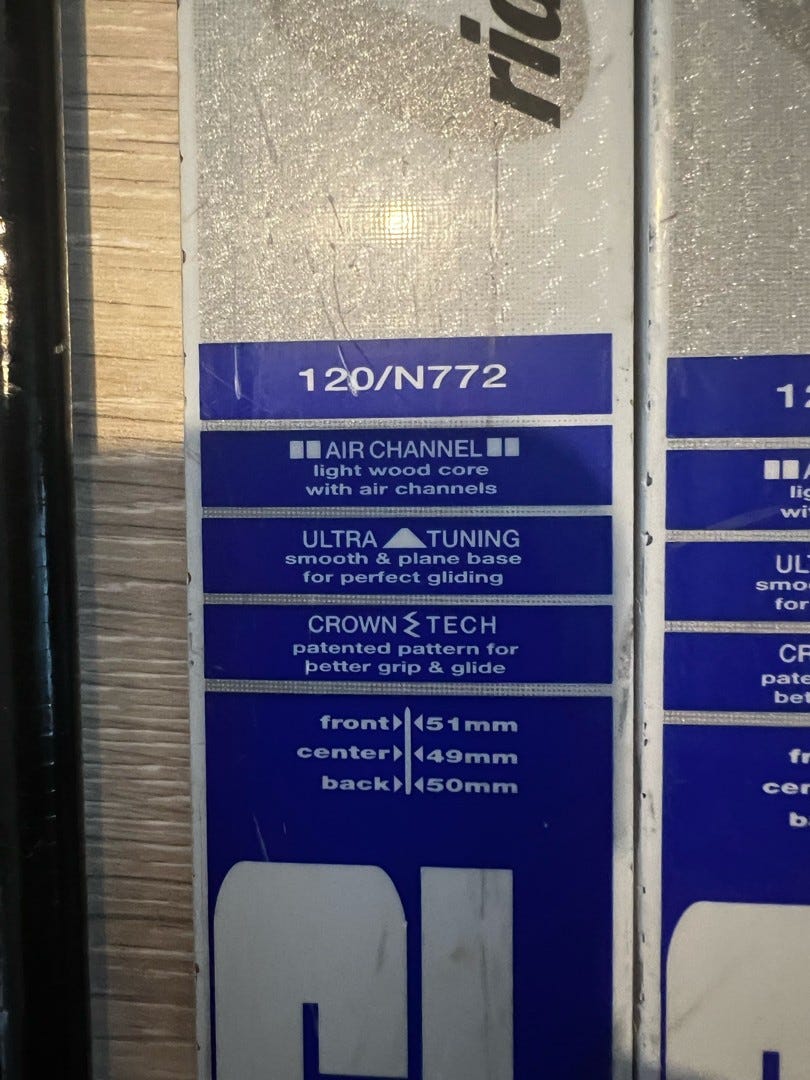 120/N772
AIR CHANNEL
light wood core
with air channels
ULTRA TUNING
smooth & plane base
for perfect gliding
CROWN TECH
patented pattern for
better grip & glide
front 51mm
center 49mm
back 50mm